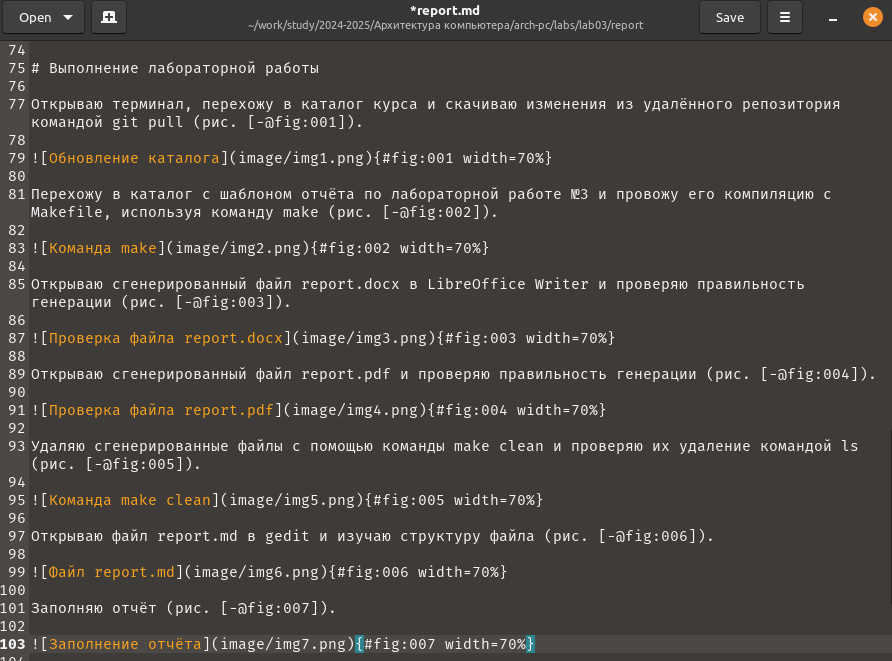 Open
*report.md
~/work/study/2024-2025/Архитектура компьютера/arch-pc/labs/lab03/report
Save
74
75 # Выполнение лабораторной работы
76
77 Открываю терминал, перехожу в каталог курса и скачиваю изменения из удалённого репозитория
командой git pull (рис. [-@fig:001]).
78
79 ![Обновление каталога](image/img1.png){#fig:001 width=70%}
80
81 Перехожу в каталог с шаблоном отчёта по лабораторной работе №3 и провожу его компиляцию с
Makefile, используя команду make (рис. [-@fig:002]).
82
83 ![Команда make](image/img2.png){#fig:002 width=70%}
84
85 Открываю сгенерированный файл report.docx в LibreOffice Writer и проверяю правильность
генерации (рис. [-@fig:003]).
86
87 ![Проверка файла report.docx](image/img3.png){#fig:003 width=70%}
88
89 Открываю сгенерированный файл report.pdf и проверяю правильность генерации (рис. [-@fig:004]).
90
91 ![Проверка файла report.pdf](image/img4.png){#fig:004 width=70%}
92
93 Удаляю сгенерированные файлы с помощью команды make clean и проверяю их удаление командой ls
(рис. [-@fig:005]).
94
95 ![Команда make clean](image/img5.png){#fig:005 width=70%}
96
97 Открываю файл report.md в gedit и изучаю структуру файла (рис. [-@fig:006]).
98
99 ![Файл report.md](image/img6.png){#fig:006 width=70%}
100
101 Заполняю отчёт (рис. [-@fig:007]).
102
103 ![Заполнение отчёта](image/img7.png){#fig:007 width=70%}